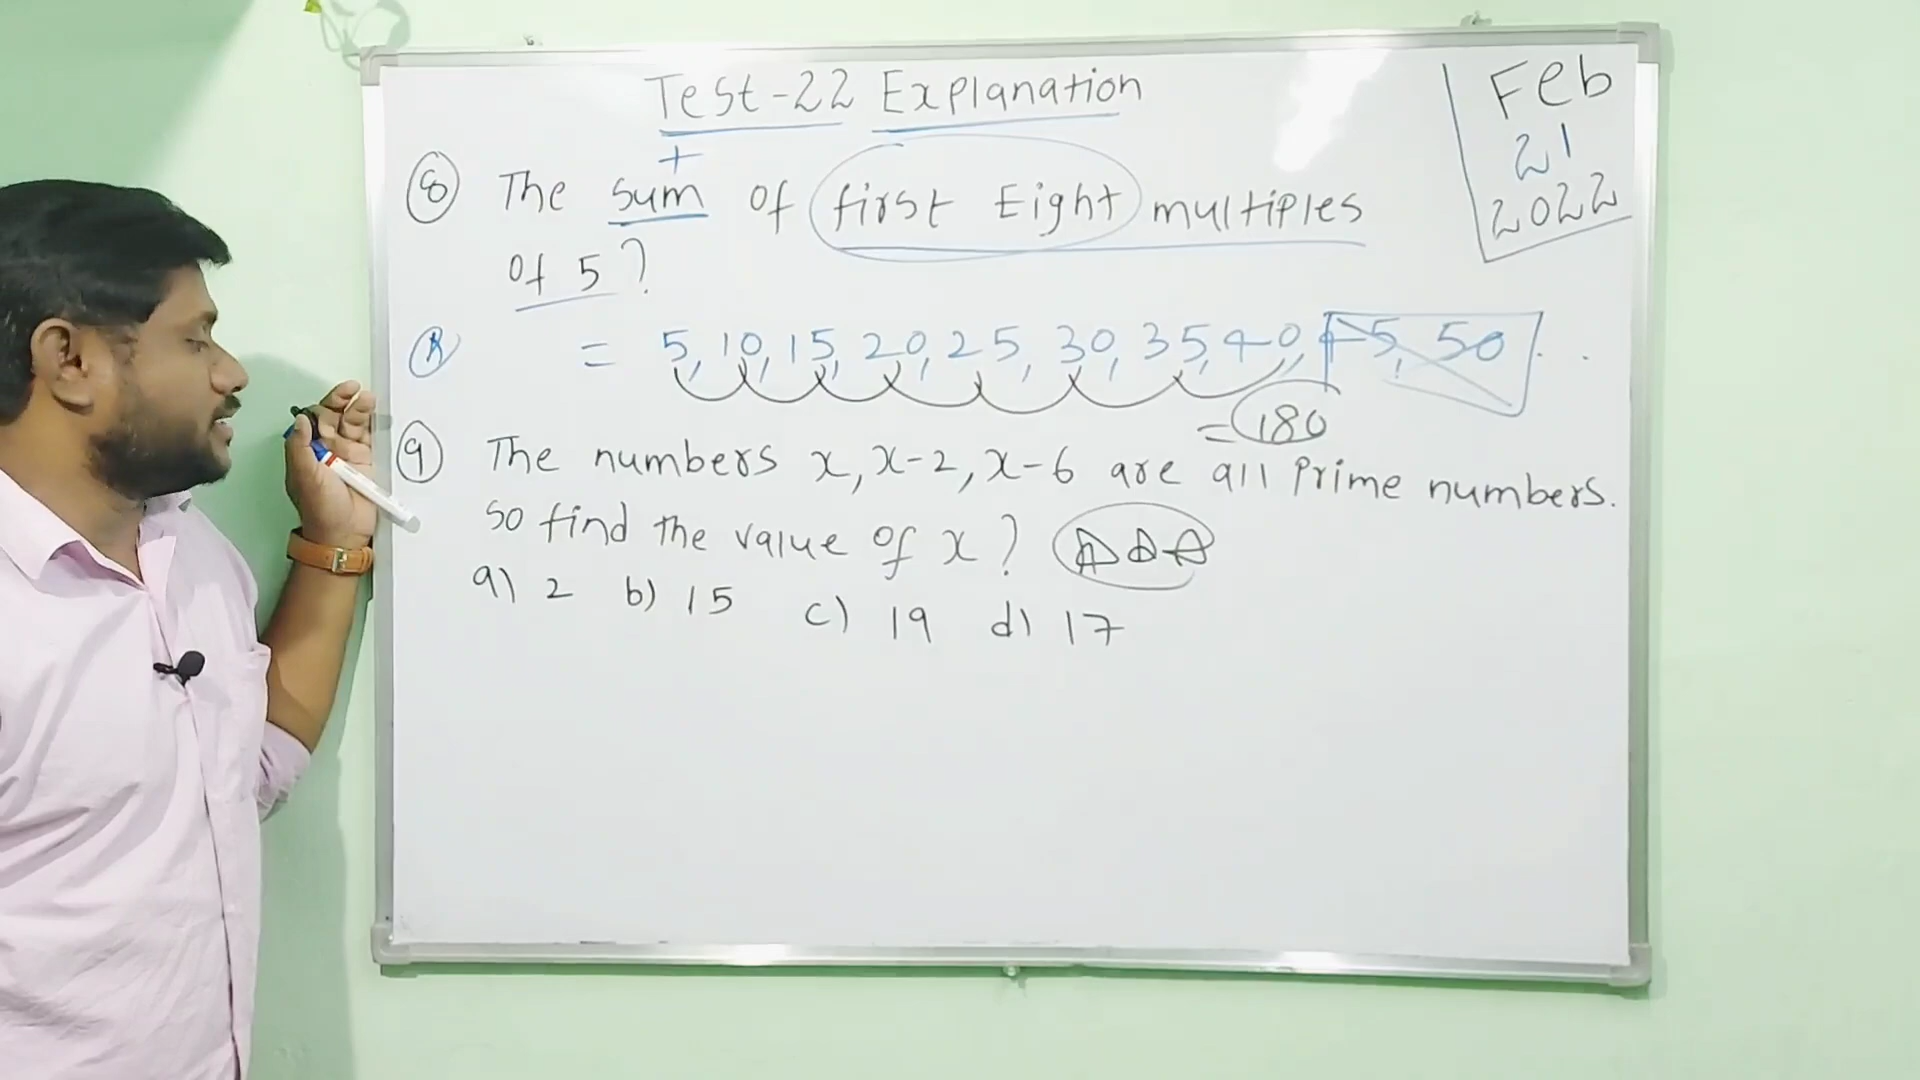 Test-22 Explanation
Feb
21
2022
+
⑧ The sum of first Eight multiples
of 5?
A = 5, 10, 15, 20, 25, 30, 35, 40, 45, 50 . .
= 180
⑨ The numbers x, x-2, x-6 are all prime numbers.
so find the value of x?
a) 2 b) 15 c) 19 d) 17